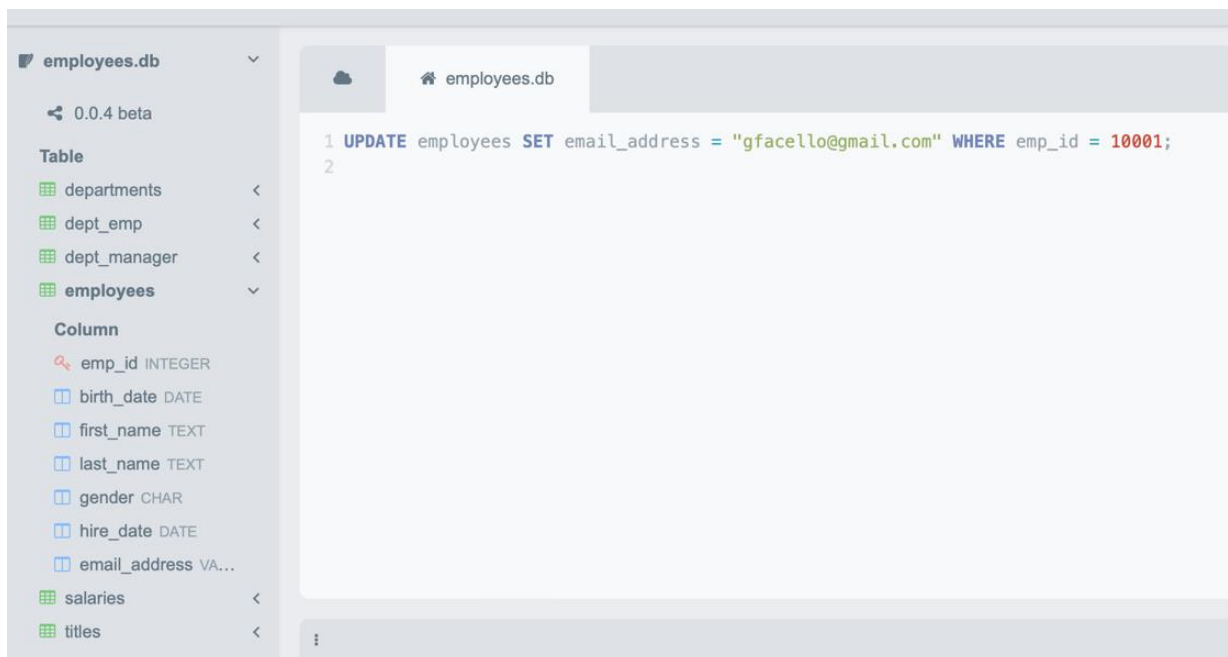 employees.db
0.0.4 beta
Table
departments
dept_emp
dept_manager
employees
Column
emp_id INTEGER
birth_date DATE
first_name TEXT
last_name TEXT
gender CHAR
hire_date DATE
email_address VA...
salaries
titles
employees.db
1 UPDATE employees SET email_address = "gfacello@gmail.com" WHERE emp_id = 10001;
2